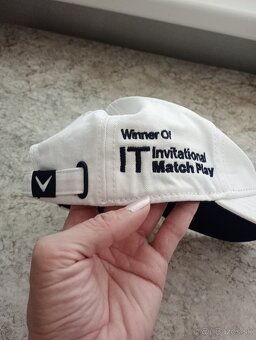 Winner Of
IT Invitational
Match Play